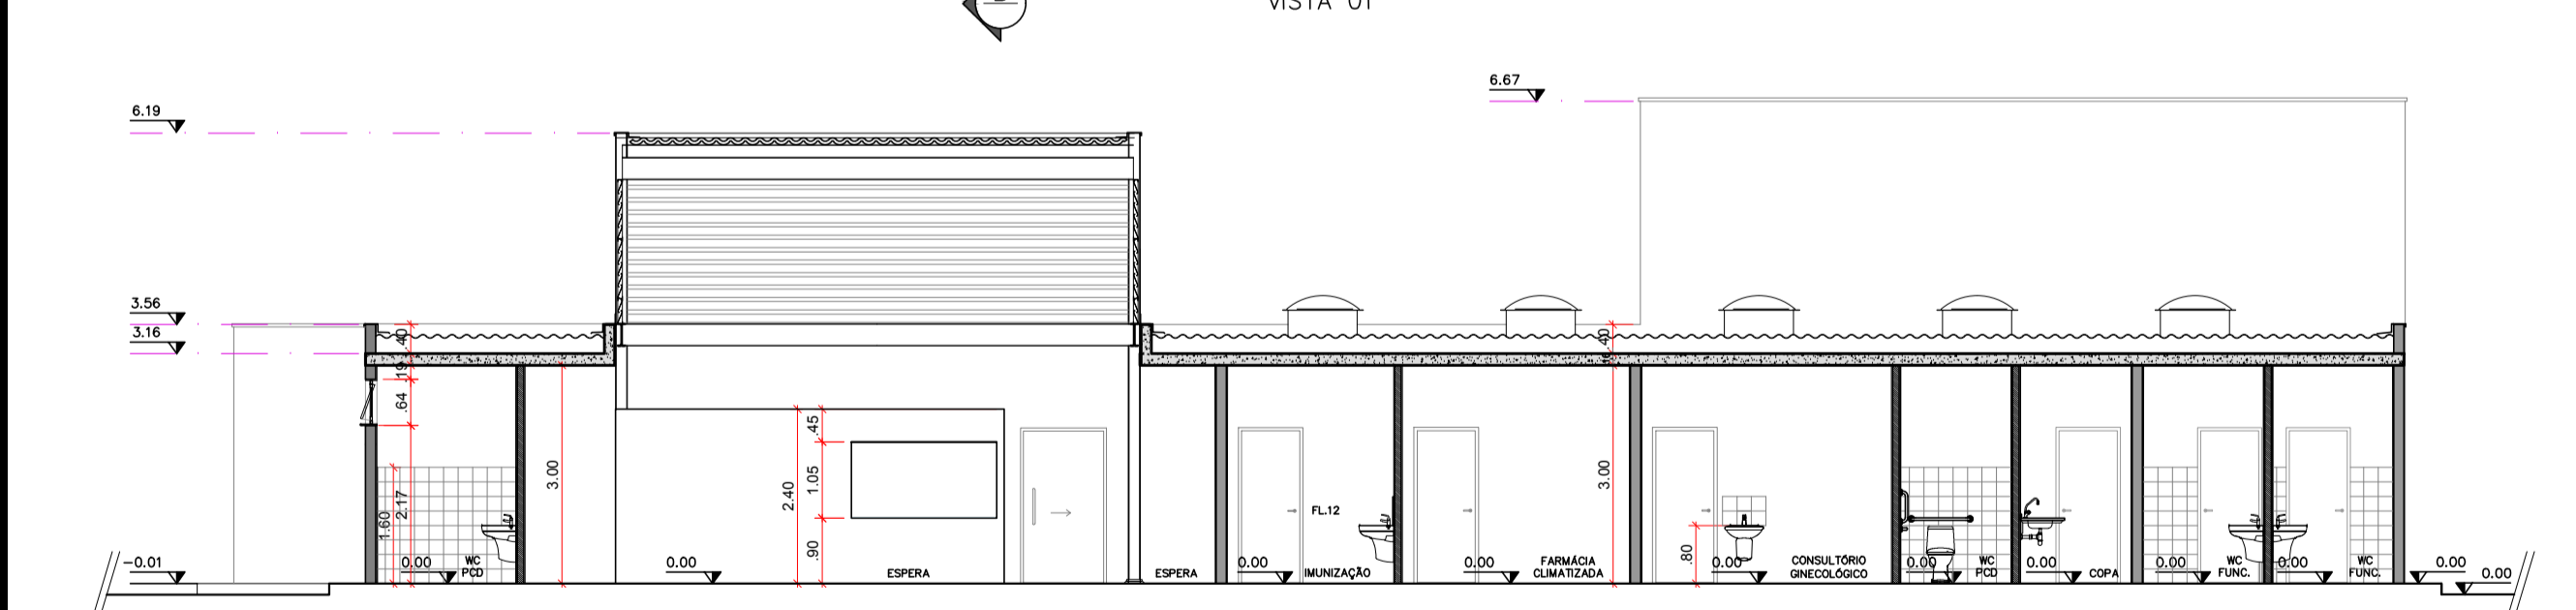 VISTA 01
6.67
6.19
3.56
3.16
.40
.40
.19
.64
.45
3.00
2.40
1.05
3.00
2.17
1.60
FL.12
.90
.80
-0.01
0.00
WC
PCD
0.00
ESPERA
ESPERA
0.00
IMUNIZAÇÃO
0.00
FARMÁCIA
CLIMATIZADA
0.00
CONSULTÓRIO
GINECOLÓGICO
0.00
WC
PCD
0.00
COPA
0.00
WC
FUNC.
0.00
WC
FUNC.
0.00
0.00